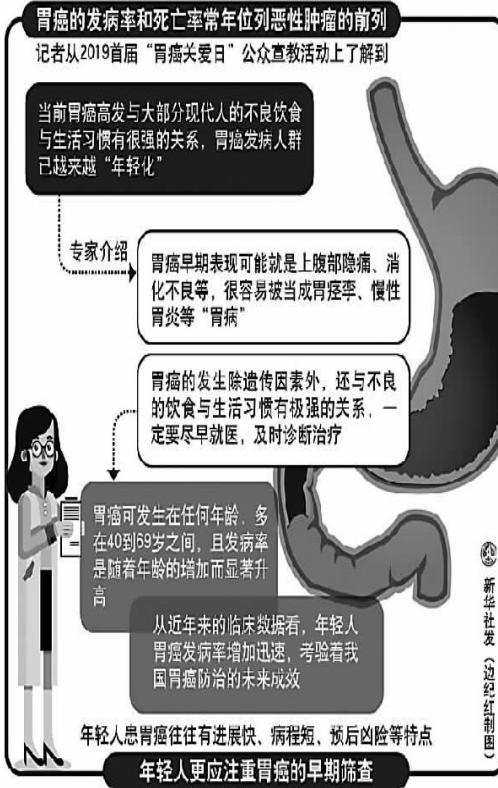 胃癌的发病率和死亡率常年位列恶性肿瘤的前列
记者从2019首届“胃癌关爱日”公众宣教活动上了解到
当前胃癌高发与大部分现代人的不良饮食
与生活习惯有很强的关系，胃癌发病人群
已越来越“年轻化”
专家介绍
胃癌早期表现可能就是上腹部隐痛、消
化不良等，很容易被当成胃痉挛、慢性
胃炎等“胃病”
胃癌的发生除遗传因素外，还与不良
的饮食与生活习惯有极强的关系，一
定要尽早就医，及时诊断治疗
胃癌可发生在任何年龄，多
在40到69岁之间，且发病率
是随着年龄的增加而显著升
高
从近年来的临床数据看，年轻人
胃癌发病率增加迅速，考验着我
国胃癌防治的未来成效
年轻人患胃癌往往有进展快、病程短、预后凶险等特点
年轻人更应注重胃癌的早期筛查
新华社发（边纪红制图）